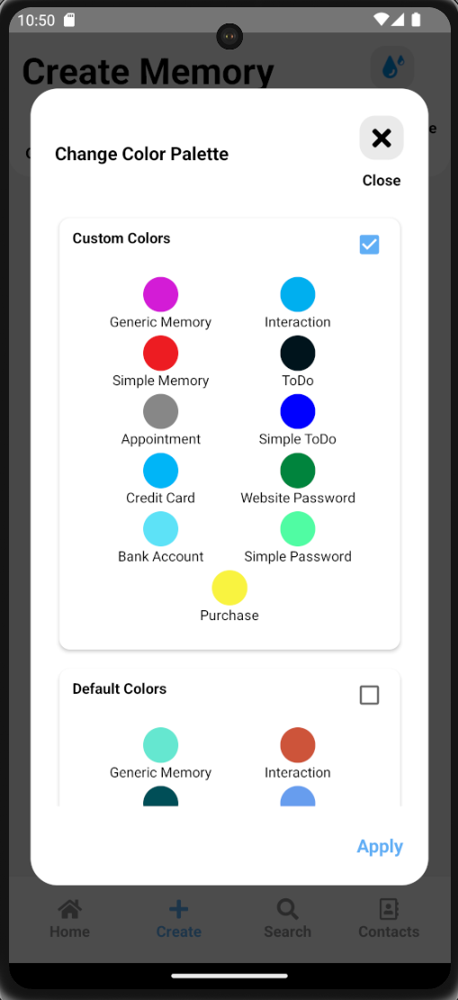 10:50
Create Memory
Change Color Palette
Close
Custom Colors
Generic Memory
Interaction
Simple Memory
ToDo
Appointment
Simple ToDo
Credit Card
Website Password
Bank Account
Simple Password
Purchase
Default Colors
Generic Memory
Interaction
Apply
Home
Create
Search
Contacts